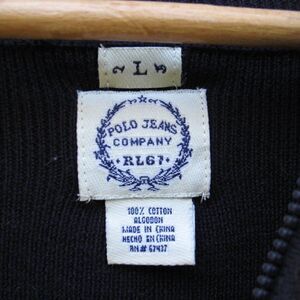 L
POLO JEANS
COMPANY
• RL67 •
100% COTTON
ALGODON
MADE IN CHINA
HECHO EN CHINA
RN# 67437